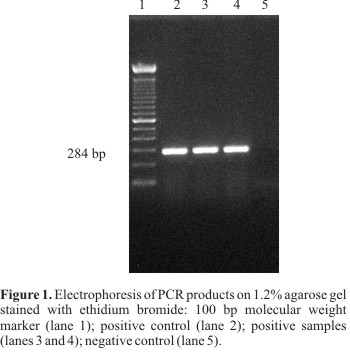 1 2 3 4 5
284 bp
Figure 1. Electrophoresis of PCR products on 1.2% agarose gel
stained with ethidium bromide: 100 bp molecular weight
marker (lane 1); positive control (lane 2); positive samples
(lanes 3 and 4); negative control (lane 5).